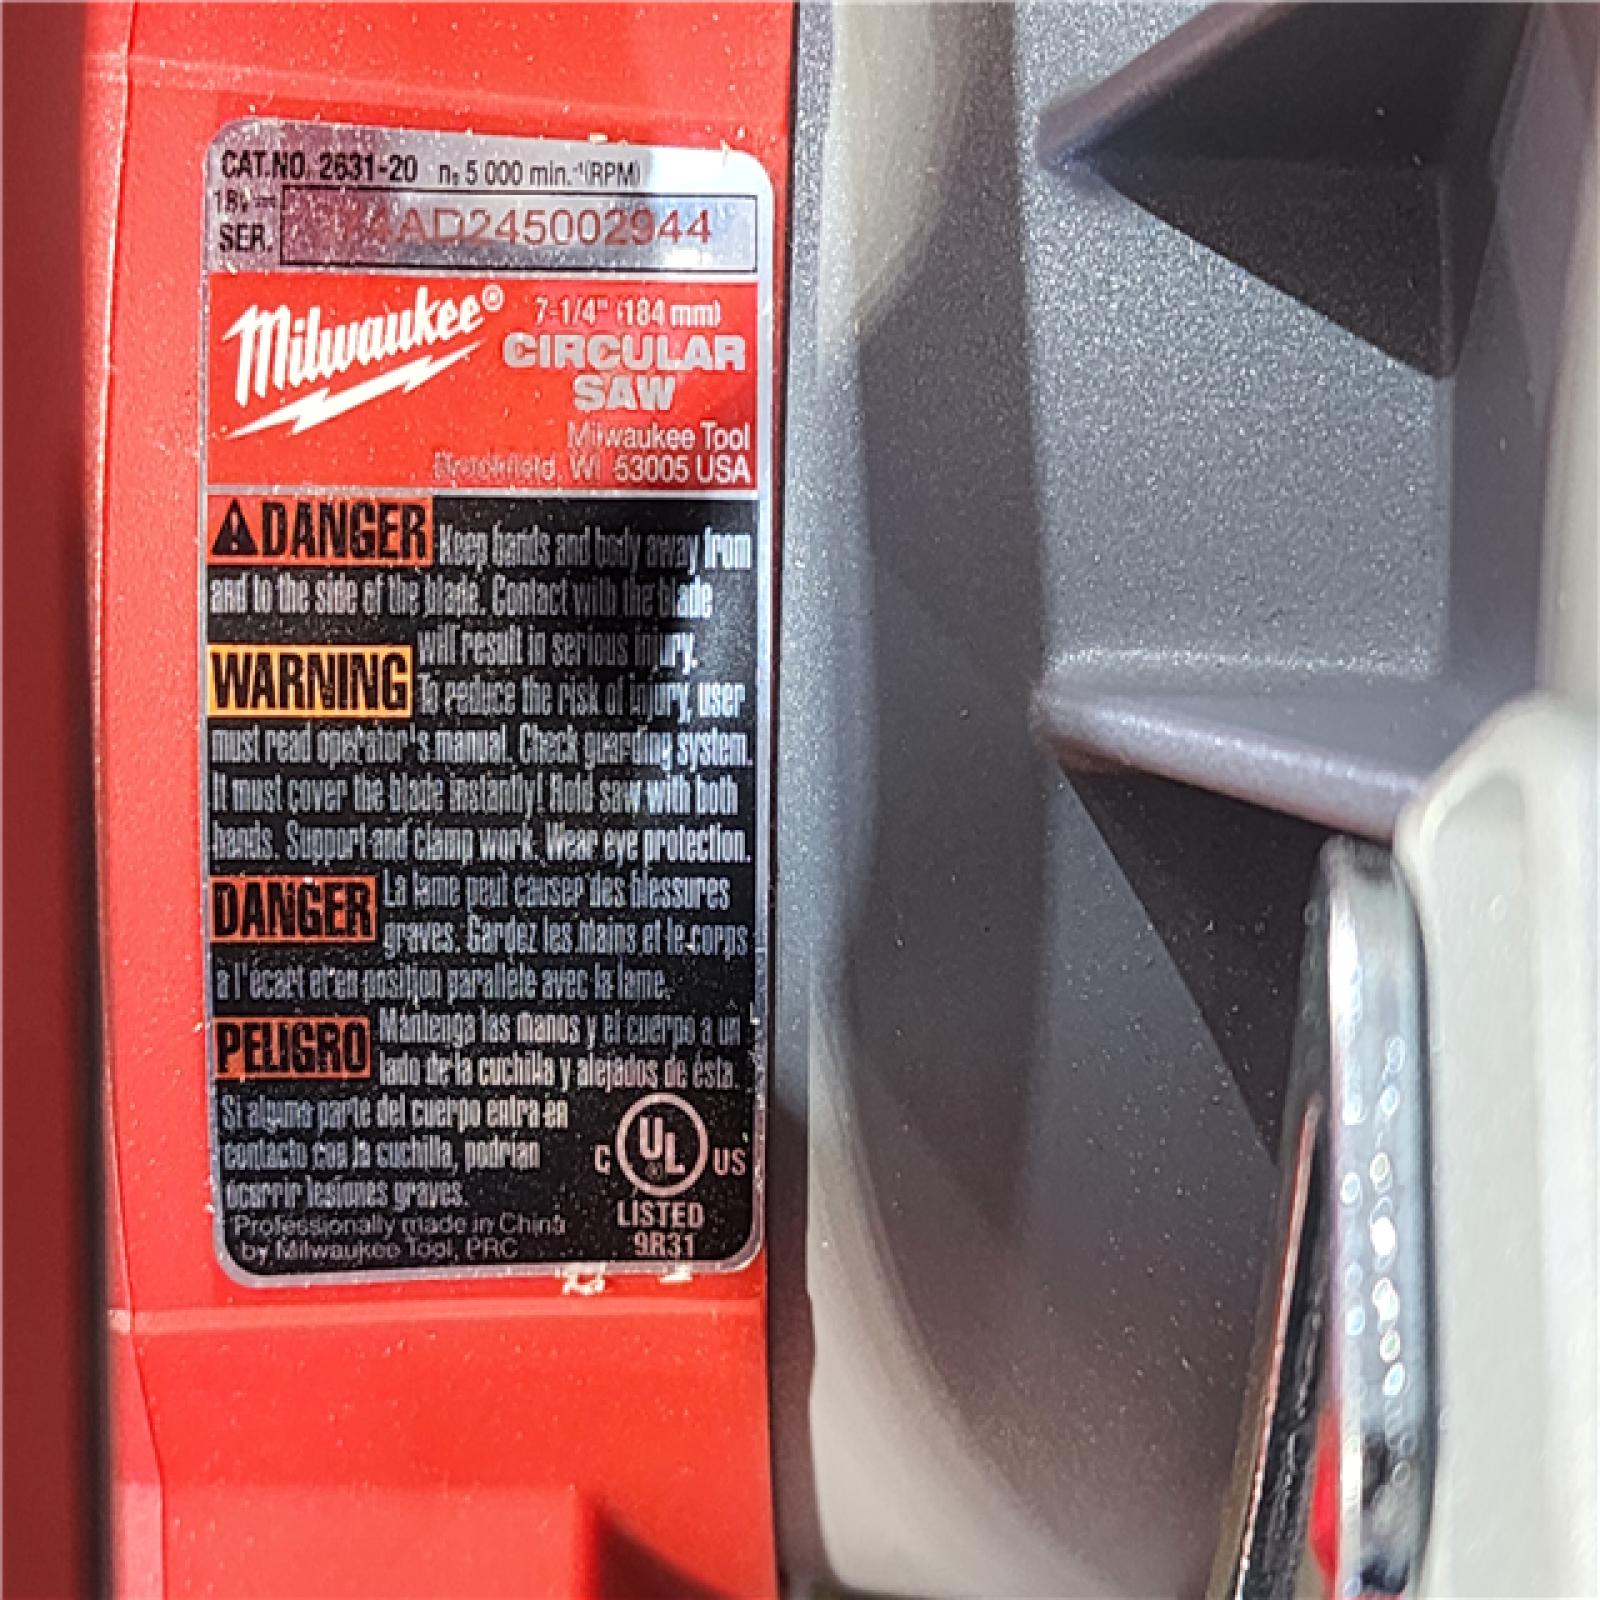 CAT.NO. 2631-20 n₀ 5 000 min.⁻¹(RPM)
18V⎓
SER. 4AD245002944
Milwaukee®
7-1/4" (184 mm)
CIRCULAR
SAW
Milwaukee Tool
Brookfield, WI 53005 USA
⚠DANGER Keep hands and body away from
and to the side of the blade. Contact with the blade
will result in serious injury.
WARNING To reduce the risk of injury, user
must read operator's manual. Check guarding system.
It must cover the blade instantly! Hold saw with both
hands. Support and clamp work. Wear eye protection.
DANGER La lame peut causer des blessures
graves. Gardez les mains et le corps
à l'écart et en position parallèle avec la lame.
PELIGRO Mantenga las manos y el cuerpo a un
lado de la cuchilla y alejados de ésta.
Si alguna parte del cuerpo entra en
contacto con la cuchilla, podrían
ocurrir lesiones graves.
C UL® US
LISTED
9R31
Professionally made in China
by Milwaukee Tool, PRC